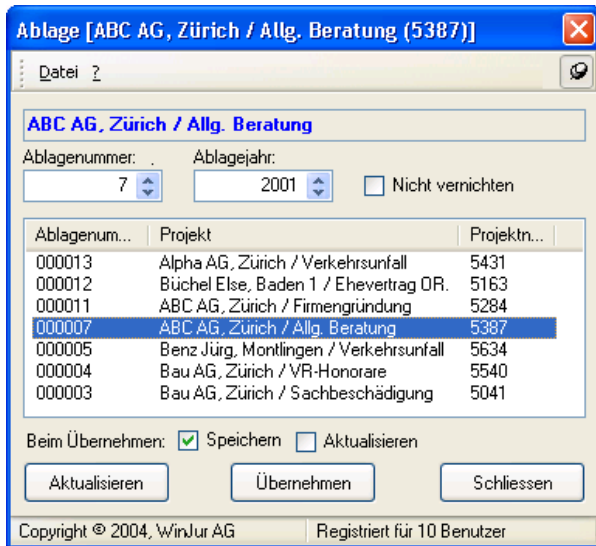 Ablage [ABC AG, Zürich / Allg. Beratung (5387)]
Datei ?
ABC AG, Zürich / Allg. Beratung
Ablagenummer: . Ablagejahr:
7 2001 Nicht vernichten
Ablagenum... Projekt Projektn...
000013 Alpha AG, Zürich / Verkehrsunfall 5431
000012 Büchel Else, Baden 1 / Ehevertrag OR. 5163
000011 ABC AG, Zürich / Firmengründung 5284
000007 ABC AG, Zürich / Allg. Beratung 5387
000005 Benz Jürg, Montlingen / Verkehrsunfall 5634
000004 Bau AG, Zürich / VR-Honorare 5540
000003 Bau AG, Zürich / Sachbeschädigung 5041
Beim Übernehmen: Speichern Aktualisieren
Aktualisieren Übernehmen Schliessen
Copyright © 2004, WinJur AG Registriert für 10 Benutzer